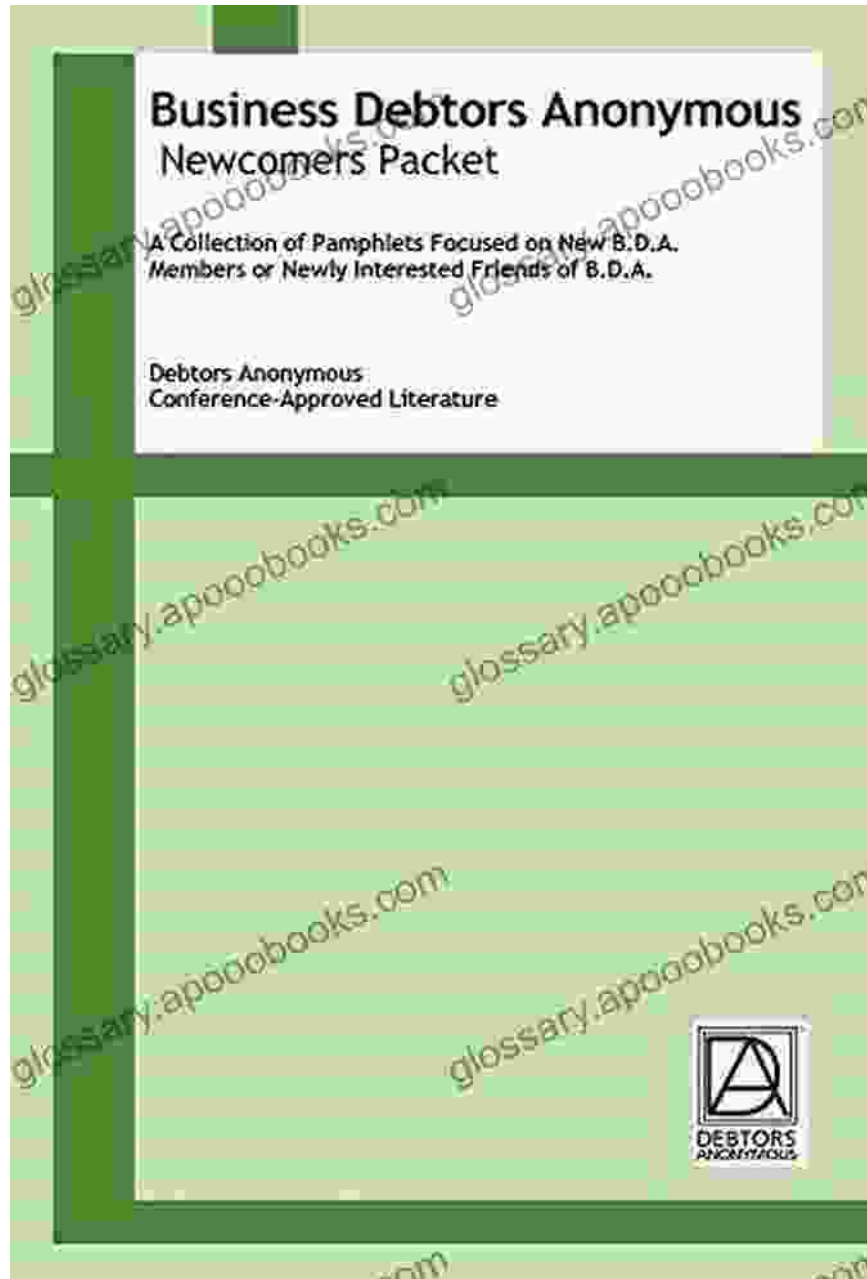 Business Debtors Anonymous
Newcomers Packet
A Collection of Pamphlets Focused on New B.D.A.
Members or Newly Interested Friends of B.D.A.
Debtors Anonymous
Conference-Approved Literature
glossary.apooobooks.com
glossary.apooobooks.com
glossary.apooobooks.com
glossary.apooobooks.com
glossary.apooobooks.com
glossary.apooobooks.com
DA
DEBTORS
ANONYMOUS